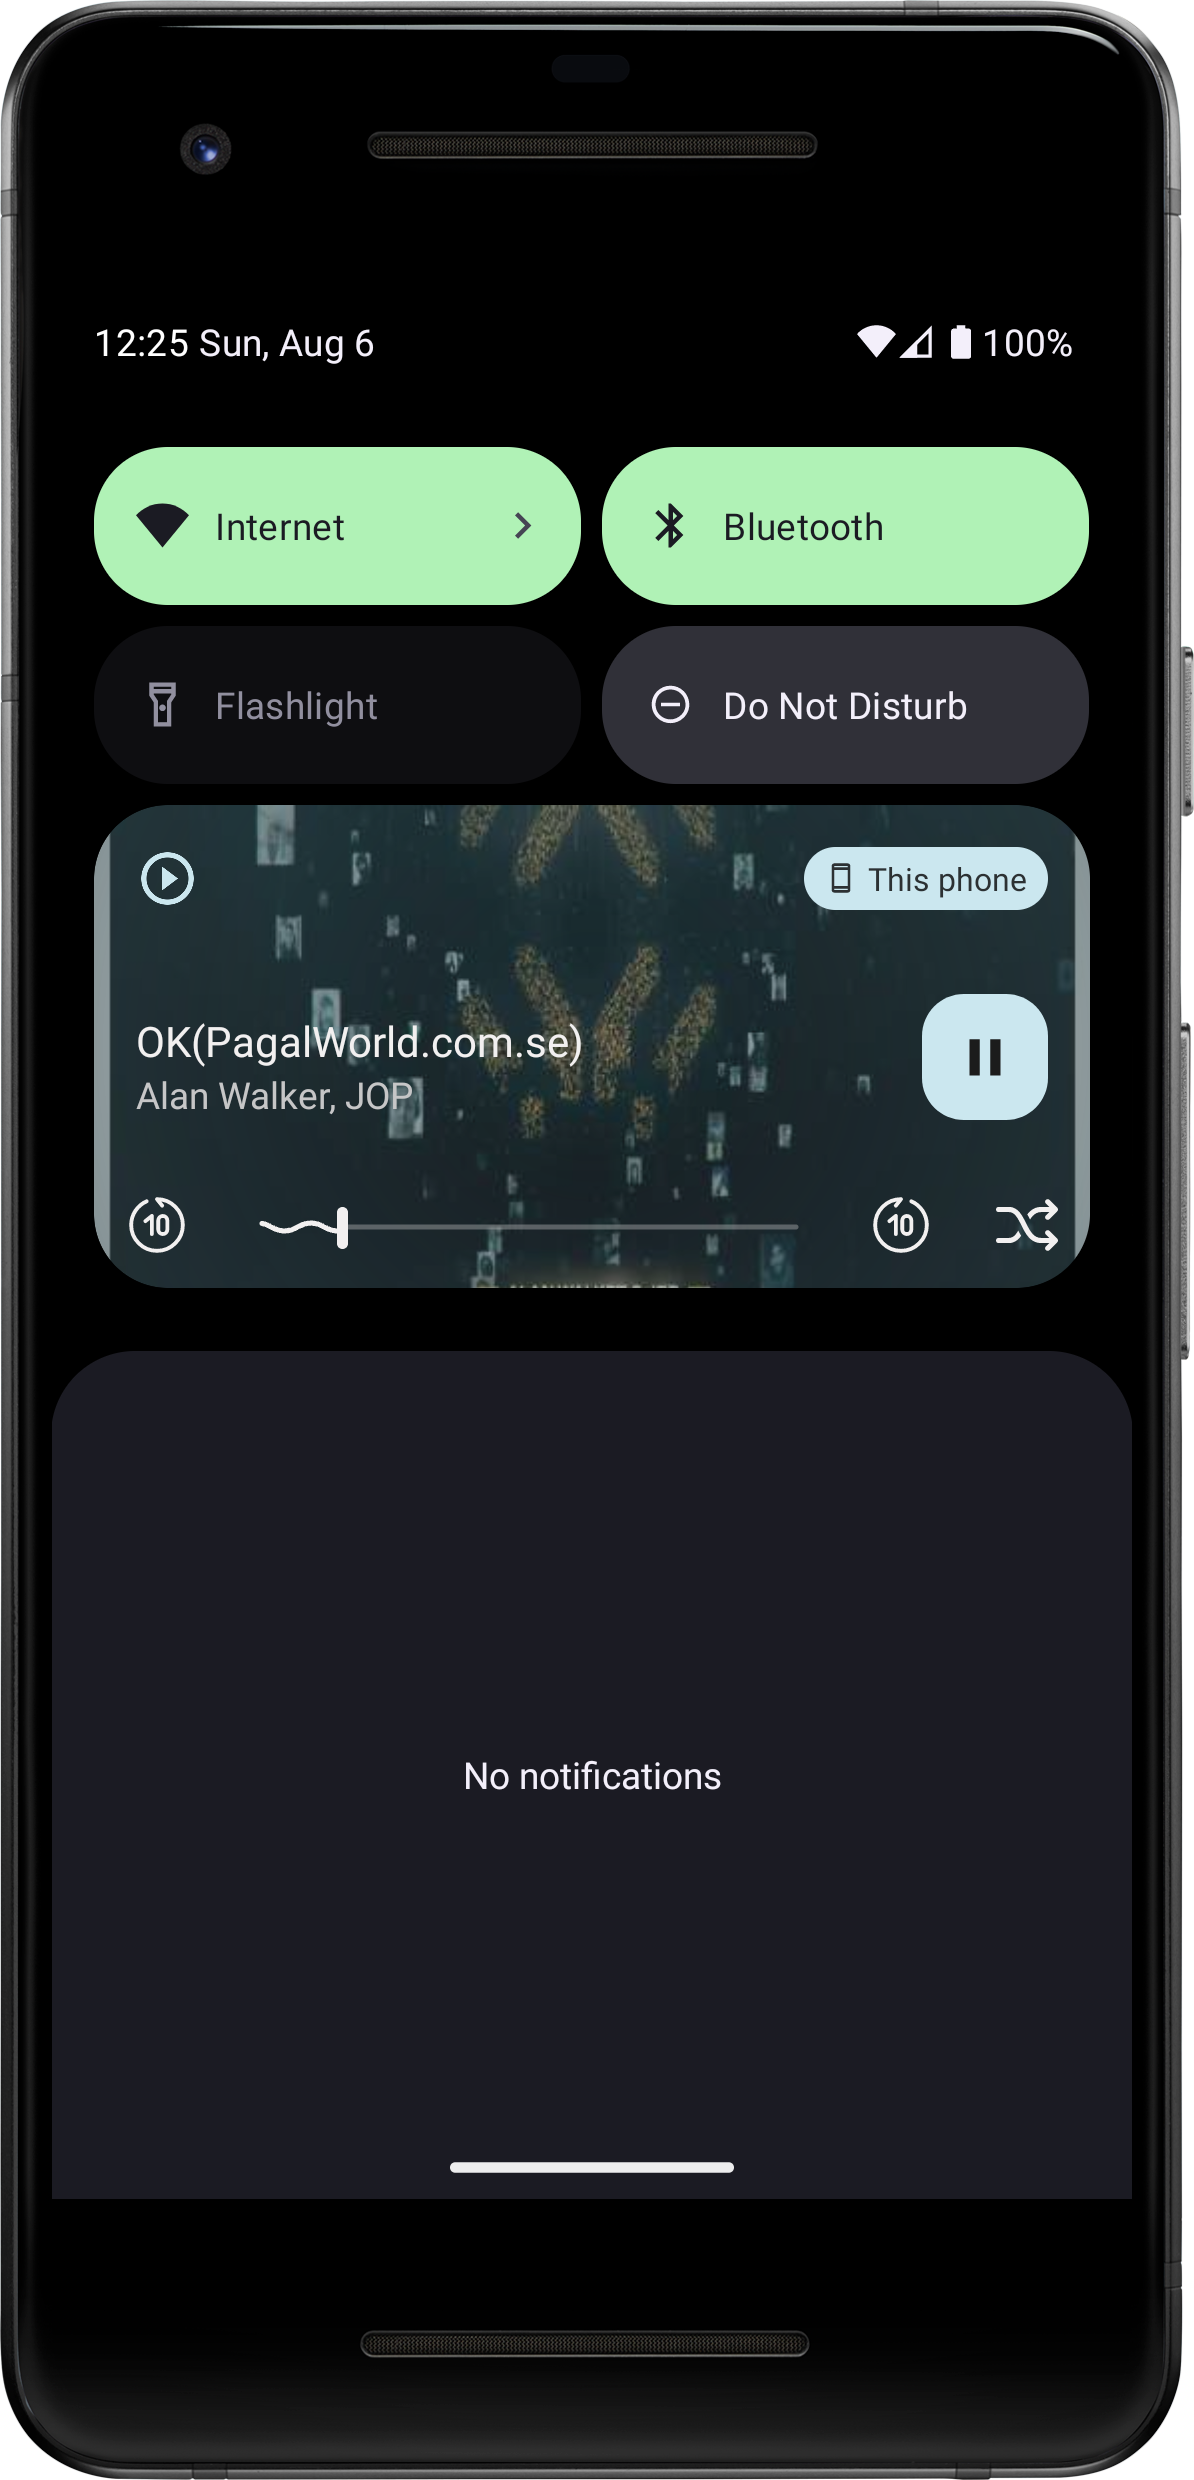 12:25 Sun, Aug 6
100%
Internet
Bluetooth
Flashlight
Do Not Disturb
This phone
OK(PagalWorld.com.se)
Alan Walker, JOP
10
10
No notifications